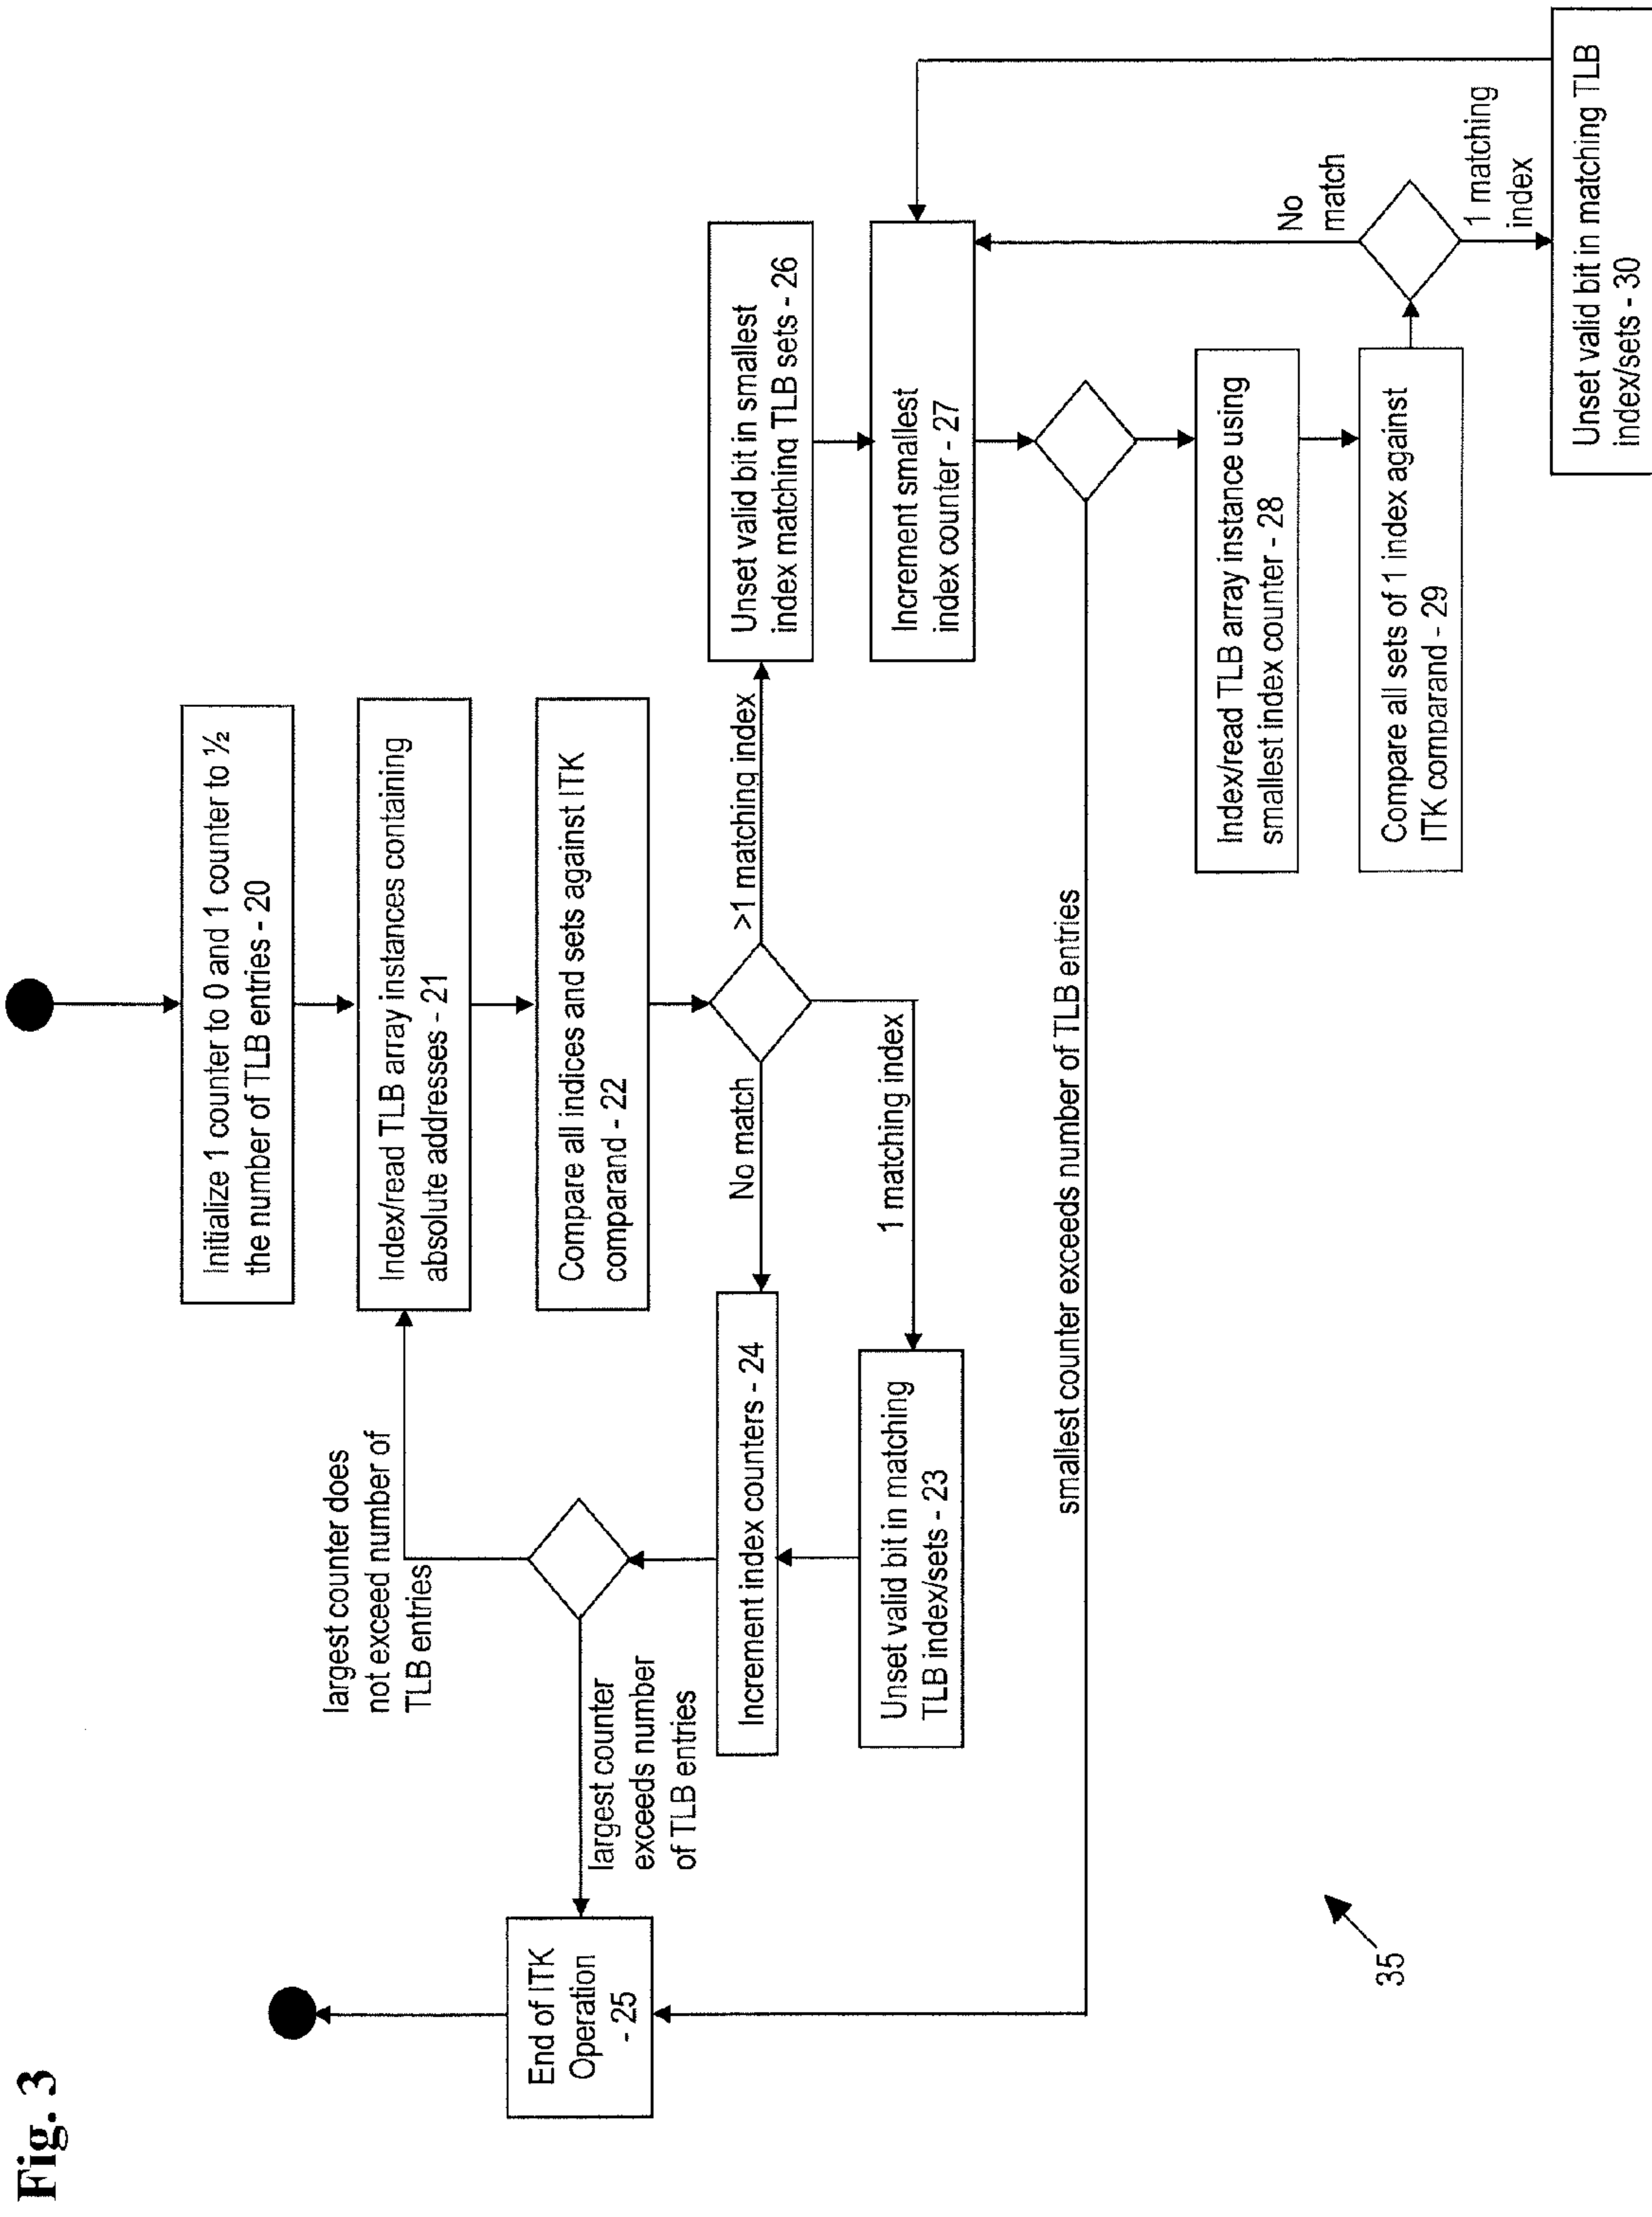 Fig. 3
Initialize 1 counter to 0 and 1 counter to ½
the number of TLB entries - 20
Index/read TLB array instances containing
absolute addresses - 21
Compare all indices and sets against ITK
comparand - 22
largest counter does
not exceed number of
TLB entries
largest counter
exceeds number
of TLB entries
End of ITK
Operation
- 25
No match
>1 matching index
1 matching index
Increment index counters - 24
Unset valid bit in matching
TLB index/sets - 23
Unset valid bit in smallest
index matching TLB sets - 26
Increment smallest
index counter - 27
smallest counter exceeds number of TLB entries
Index/read TLB array instance using
smallest index counter - 28
Compare all sets of 1 index against
ITK comparand - 29
No
match
1 matching
index
Unset valid bit in matching TLB
index/sets - 30
35